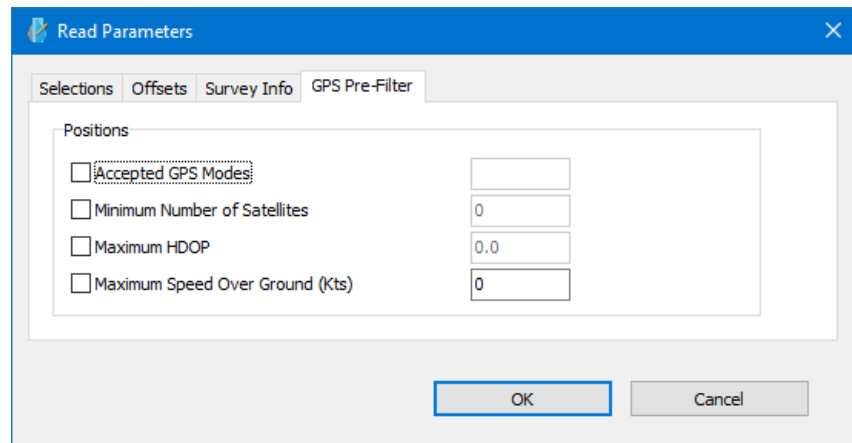 Read Parameters
Selections Offsets Survey Info GPS Pre-Filter
Positions
Accepted GPS Modes
Minimum Number of Satellites 0
Maximum HDOP 0.0
Maximum Speed Over Ground (Kts) 0
OK Cancel